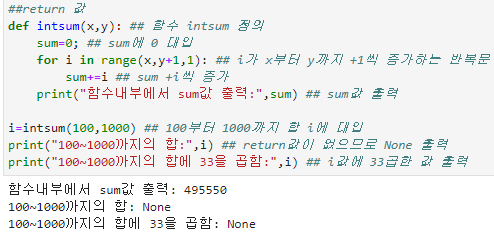 ##return 값
def intsum(x,y): ## 함수 intsum 정의
    sum=0; ## sum에 0 대입
    for i in range(x,y+1,1): ## i가 x부터 y까지 +1씩 증가하는 반복문
        sum+=i ## sum +i씩 증가
    print("함수내부에서 sum값 출력:",sum) ## sum값 출력

i=intsum(100,1000) ## 100부터 1000까지 합 i에 대입
print("100~1000까지의 합:",i) ## return값이 없으므로 None 출력
print("100~1000까지의 합에 33을 곱함:",i) ## i값에 33급한 값 출력
함수내부에서 sum값 출력: 495550
100~1000까지의 합: None
100~1000까지의 합에 33을 곱함: None